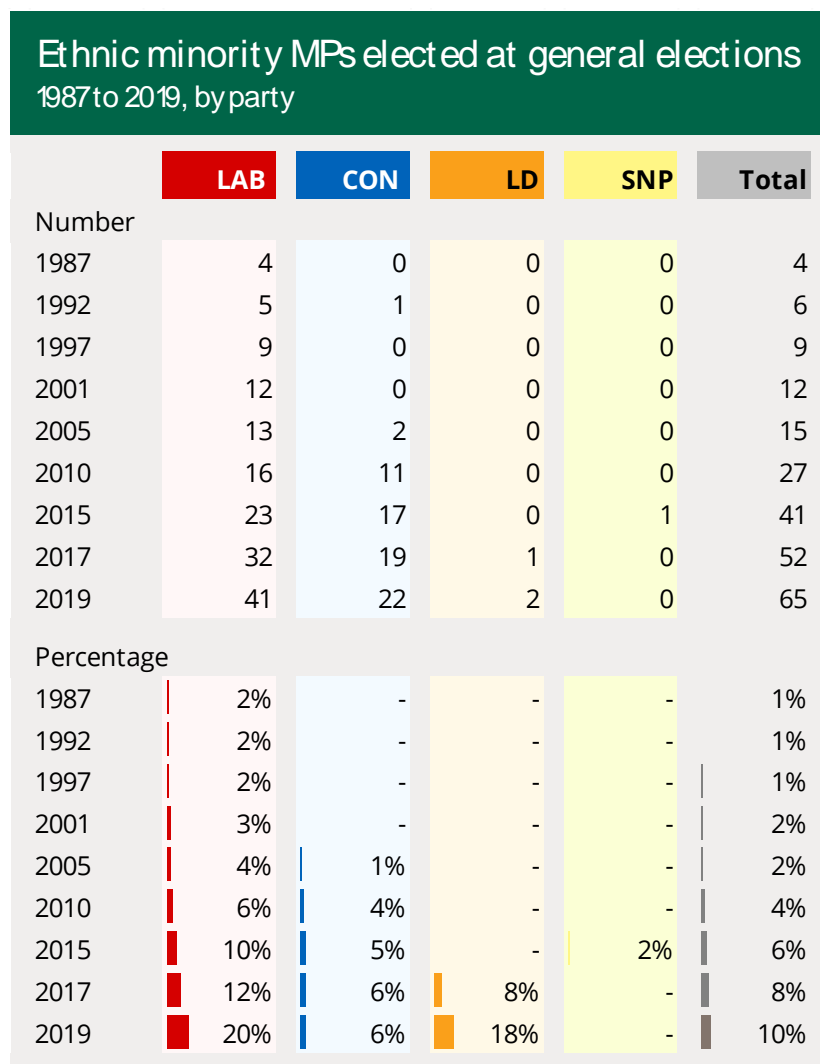 Ethnic minority MPs elected at general elections
1987 to 2019, by party
LAB CON LD SNP Total
Number
1987 4 0 0 0 4
1992 5 1 0 0 6
1997 9 0 0 0 9
2001 12 0 0 0 12
2005 13 2 0 0 15
2010 16 11 0 0 27
2015 23 17 0 1 41
2017 32 19 1 0 52
2019 41 22 2 0 65
Percentage
1987 2% - - - 1%
1992 2% - - - 1%
1997 2% - - - 1%
2001 3% - - - 2%
2005 4% 1% - - 2%
2010 6% 4% - - 4%
2015 10% 5% - 2% 6%
2017 12% 6% 8% - 8%
2019 20% 6% 18% - 10%